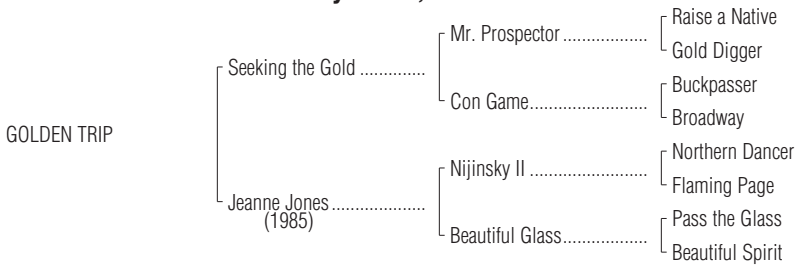 Raise a Native
Mr. Prospector ...................
Gold Digger
Seeking the Gold ..............
Buckpasser
Con Game..........................
Broadway
GOLDEN TRIP
Northern Dancer
Nijinsky II ..........................
Flaming Page
Jeanne Jones ....................
(1985)
Pass the Glass
Beautiful Glass...................
Beautiful Spirit